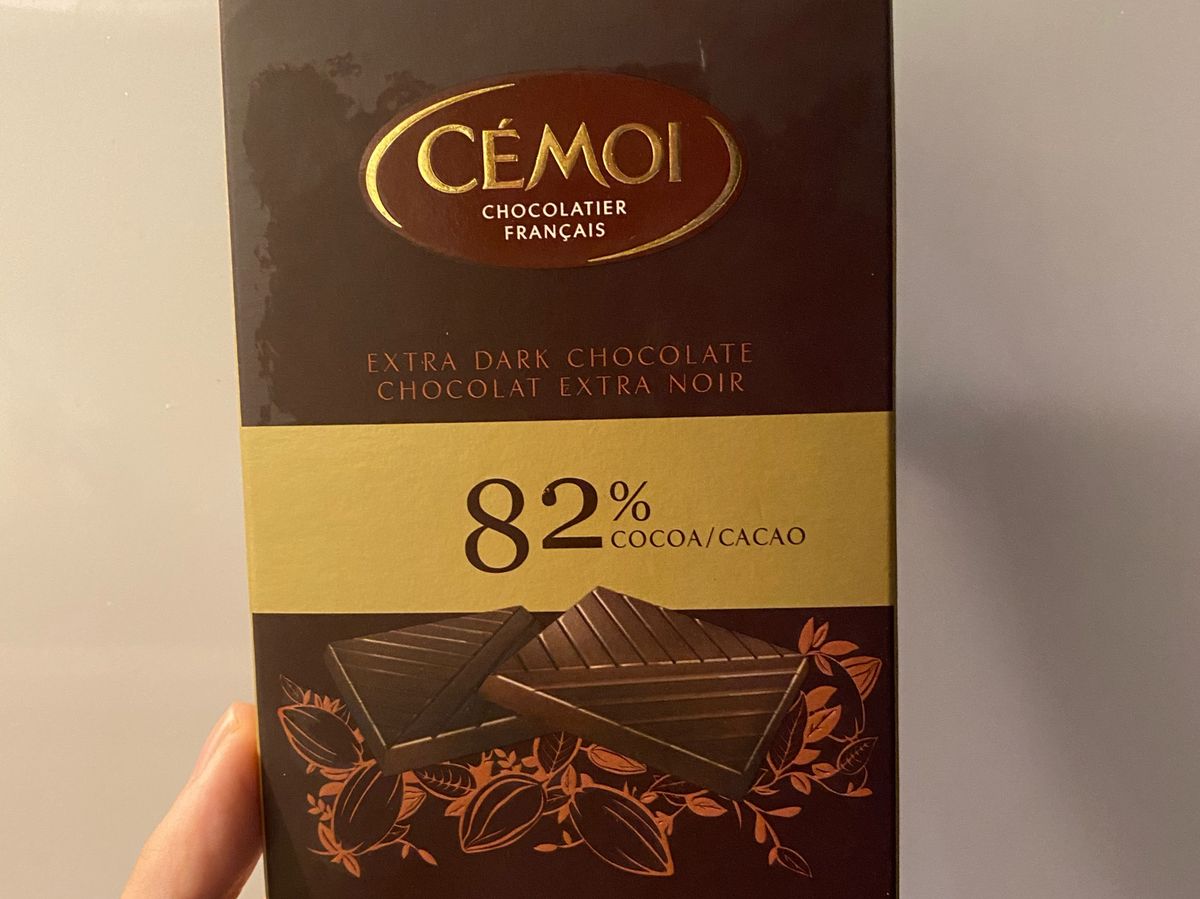 CÉMOI
CHOCOLATIER
FRANÇAIS
EXTRA DARK CHOCOLATE
CHOCOLAT EXTRA NOIR
82%
COCOA/CACAO